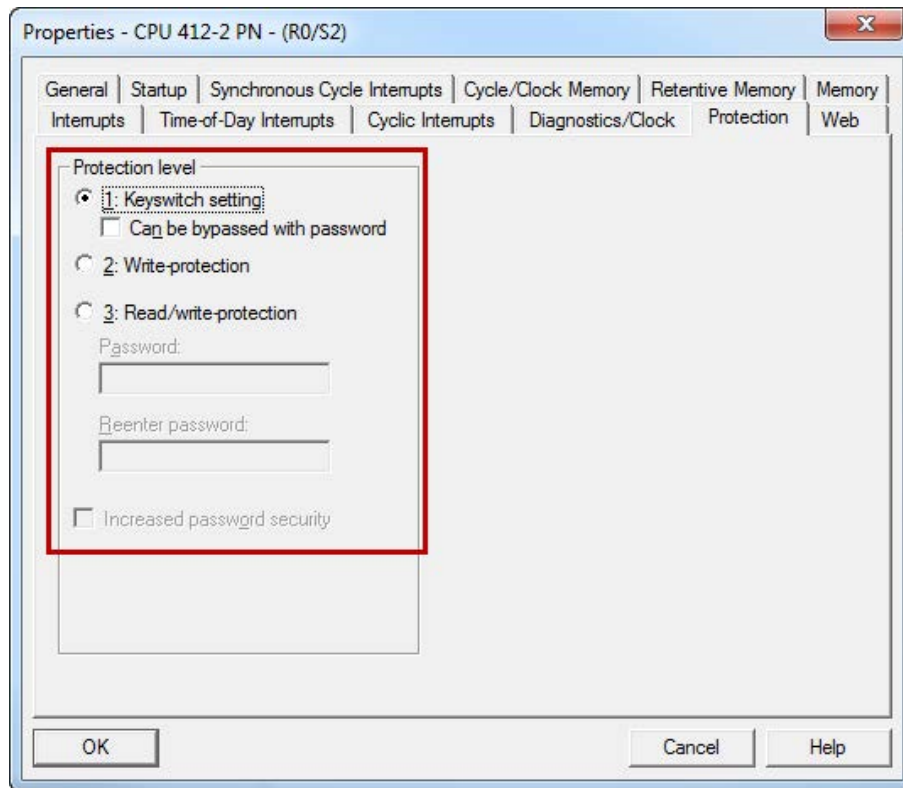 Properties - CPU 412-2 PN - (R0/S2)
General Startup Synchronous Cycle Interrupts Cycle/Clock Memory Retentive Memory Memory
Interrupts Time-of-Day Interrupts Cyclic Interrupts Diagnostics/Clock Protection Web
Protection level
1: Keyswitch setting
Can be bypassed with password
2: Write-protection
3: Read/write-protection
Password:
Reenter password:
Increased password security
OK Cancel Help